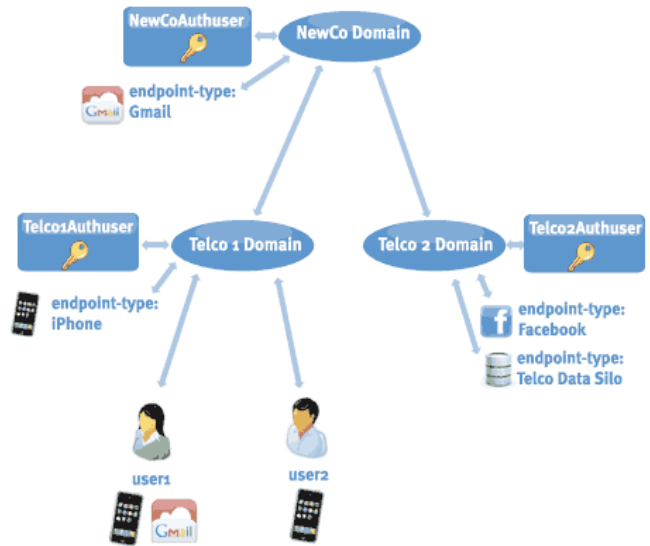 NewCoAuthuser
NewCo Domain
endpoint-type:
Gmail
Gmail
Telco1Authuser
Telco 1 Domain
Telco 2 Domain
Telco2Authuser
endpoint-type:
iPhone
f
endpoint-type:
Facebook
endpoint-type:
Telco Data Silo
user1
user2
Gmail